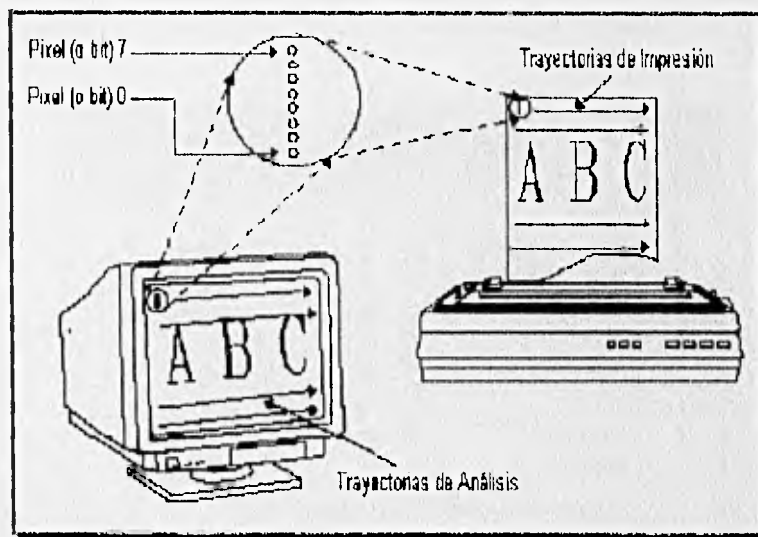 Pixel (o bit) 7
Pixel (o bit) 0
Trayectorias de Impresión
A B C
A B C
Trayectorias de Análisis